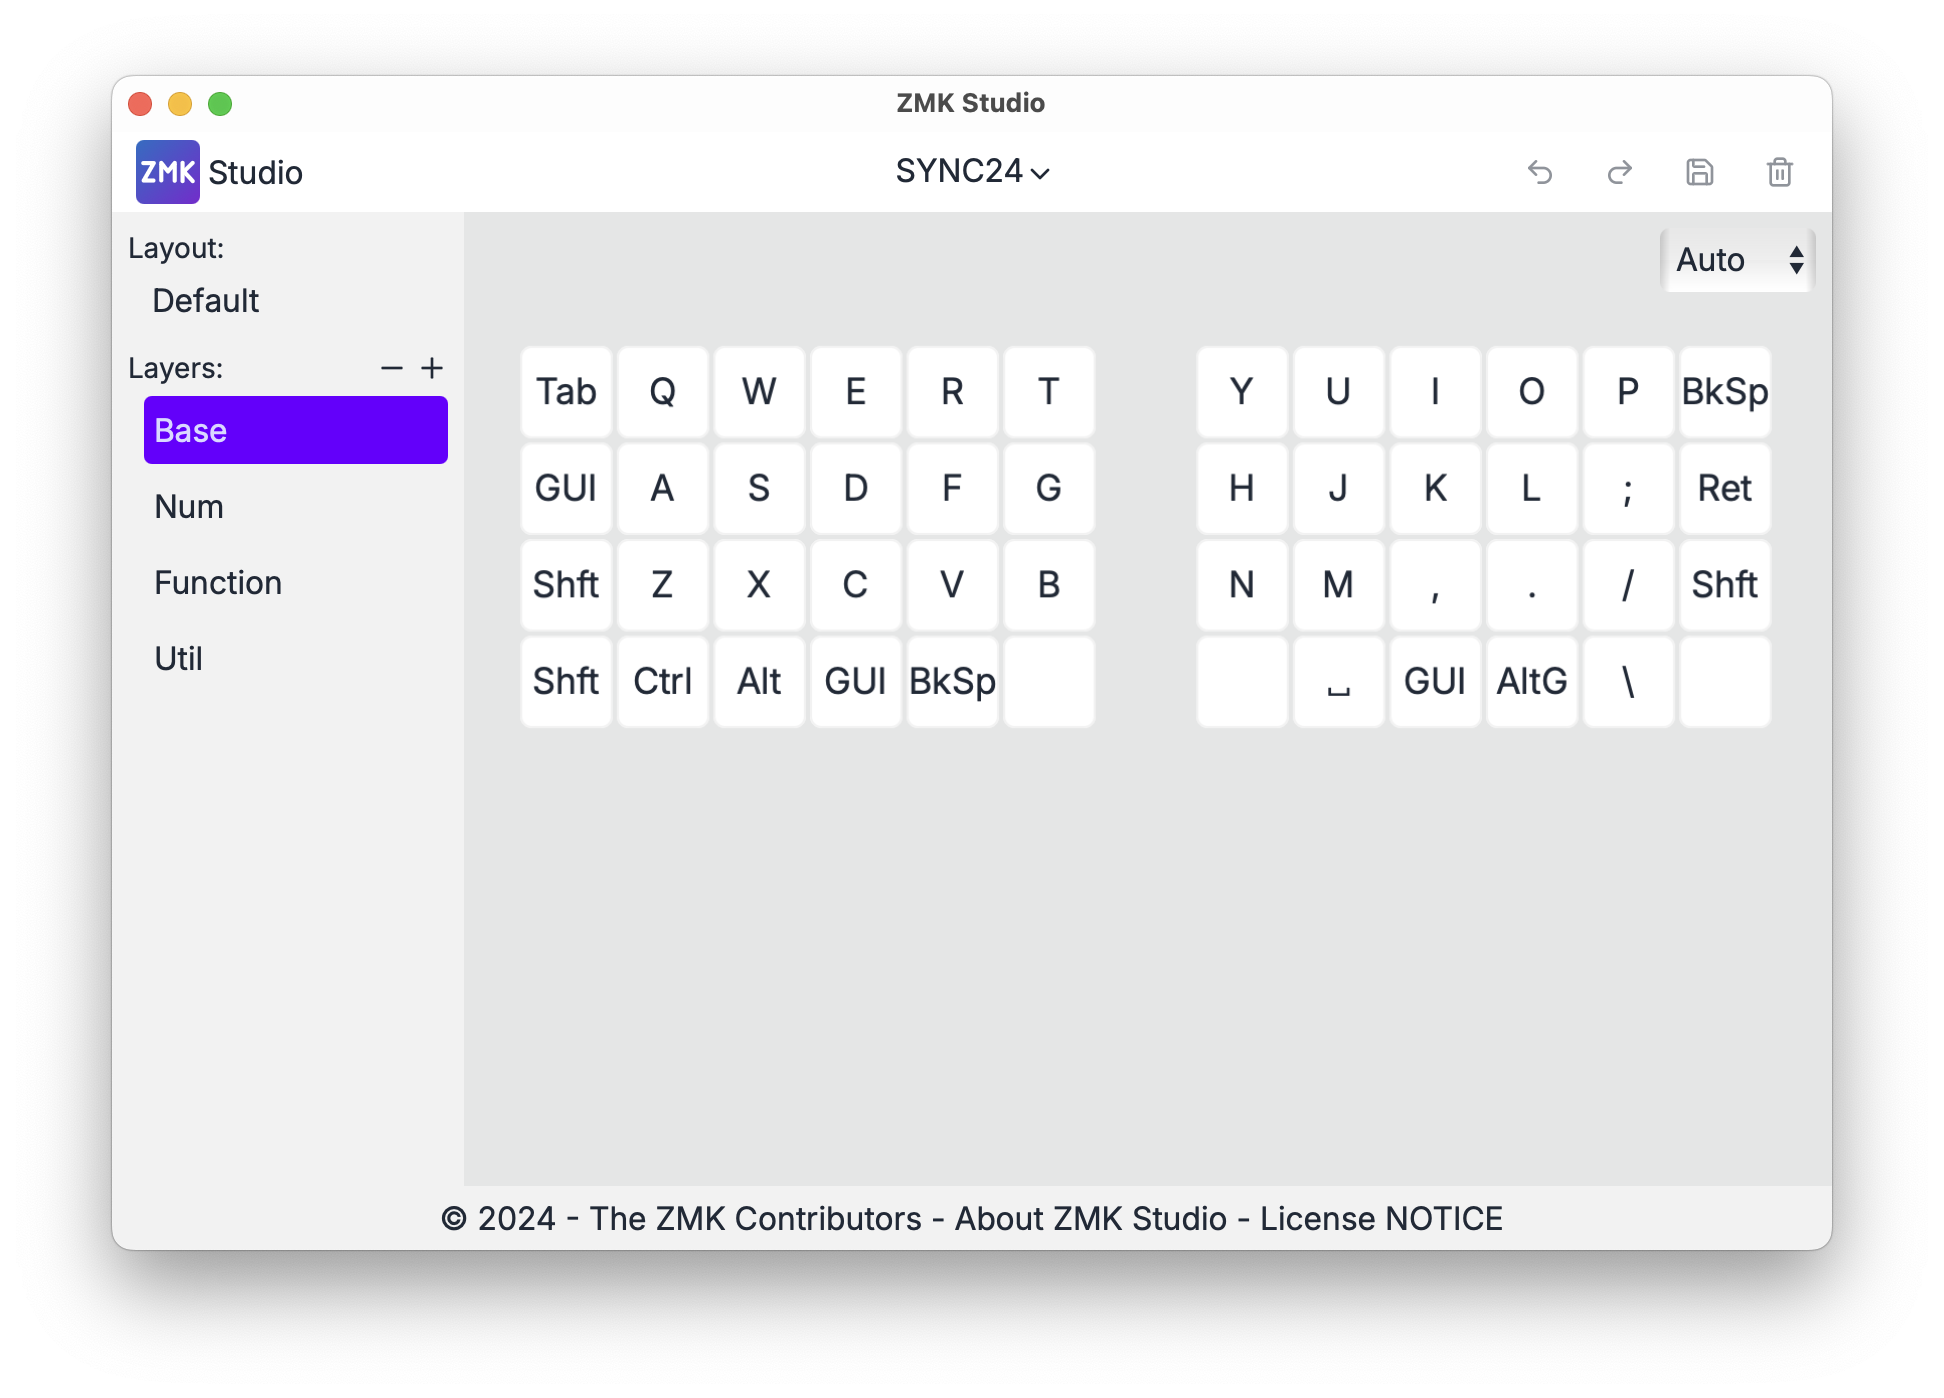 ZMK Studio
ZMK Studio
SYNC24
Layout:
Default
Layers:
Base
Num
Function
Util
Auto
Tab Q W E R T Y U I O P BkSp
GUI A S D F G H J K L ; Ret
Shft Z X C V B N M , . / Shft
Shft Ctrl Alt GUI BkSp ⎵ GUI AltG \
© 2024 - The ZMK Contributors - About ZMK Studio - License NOTICE